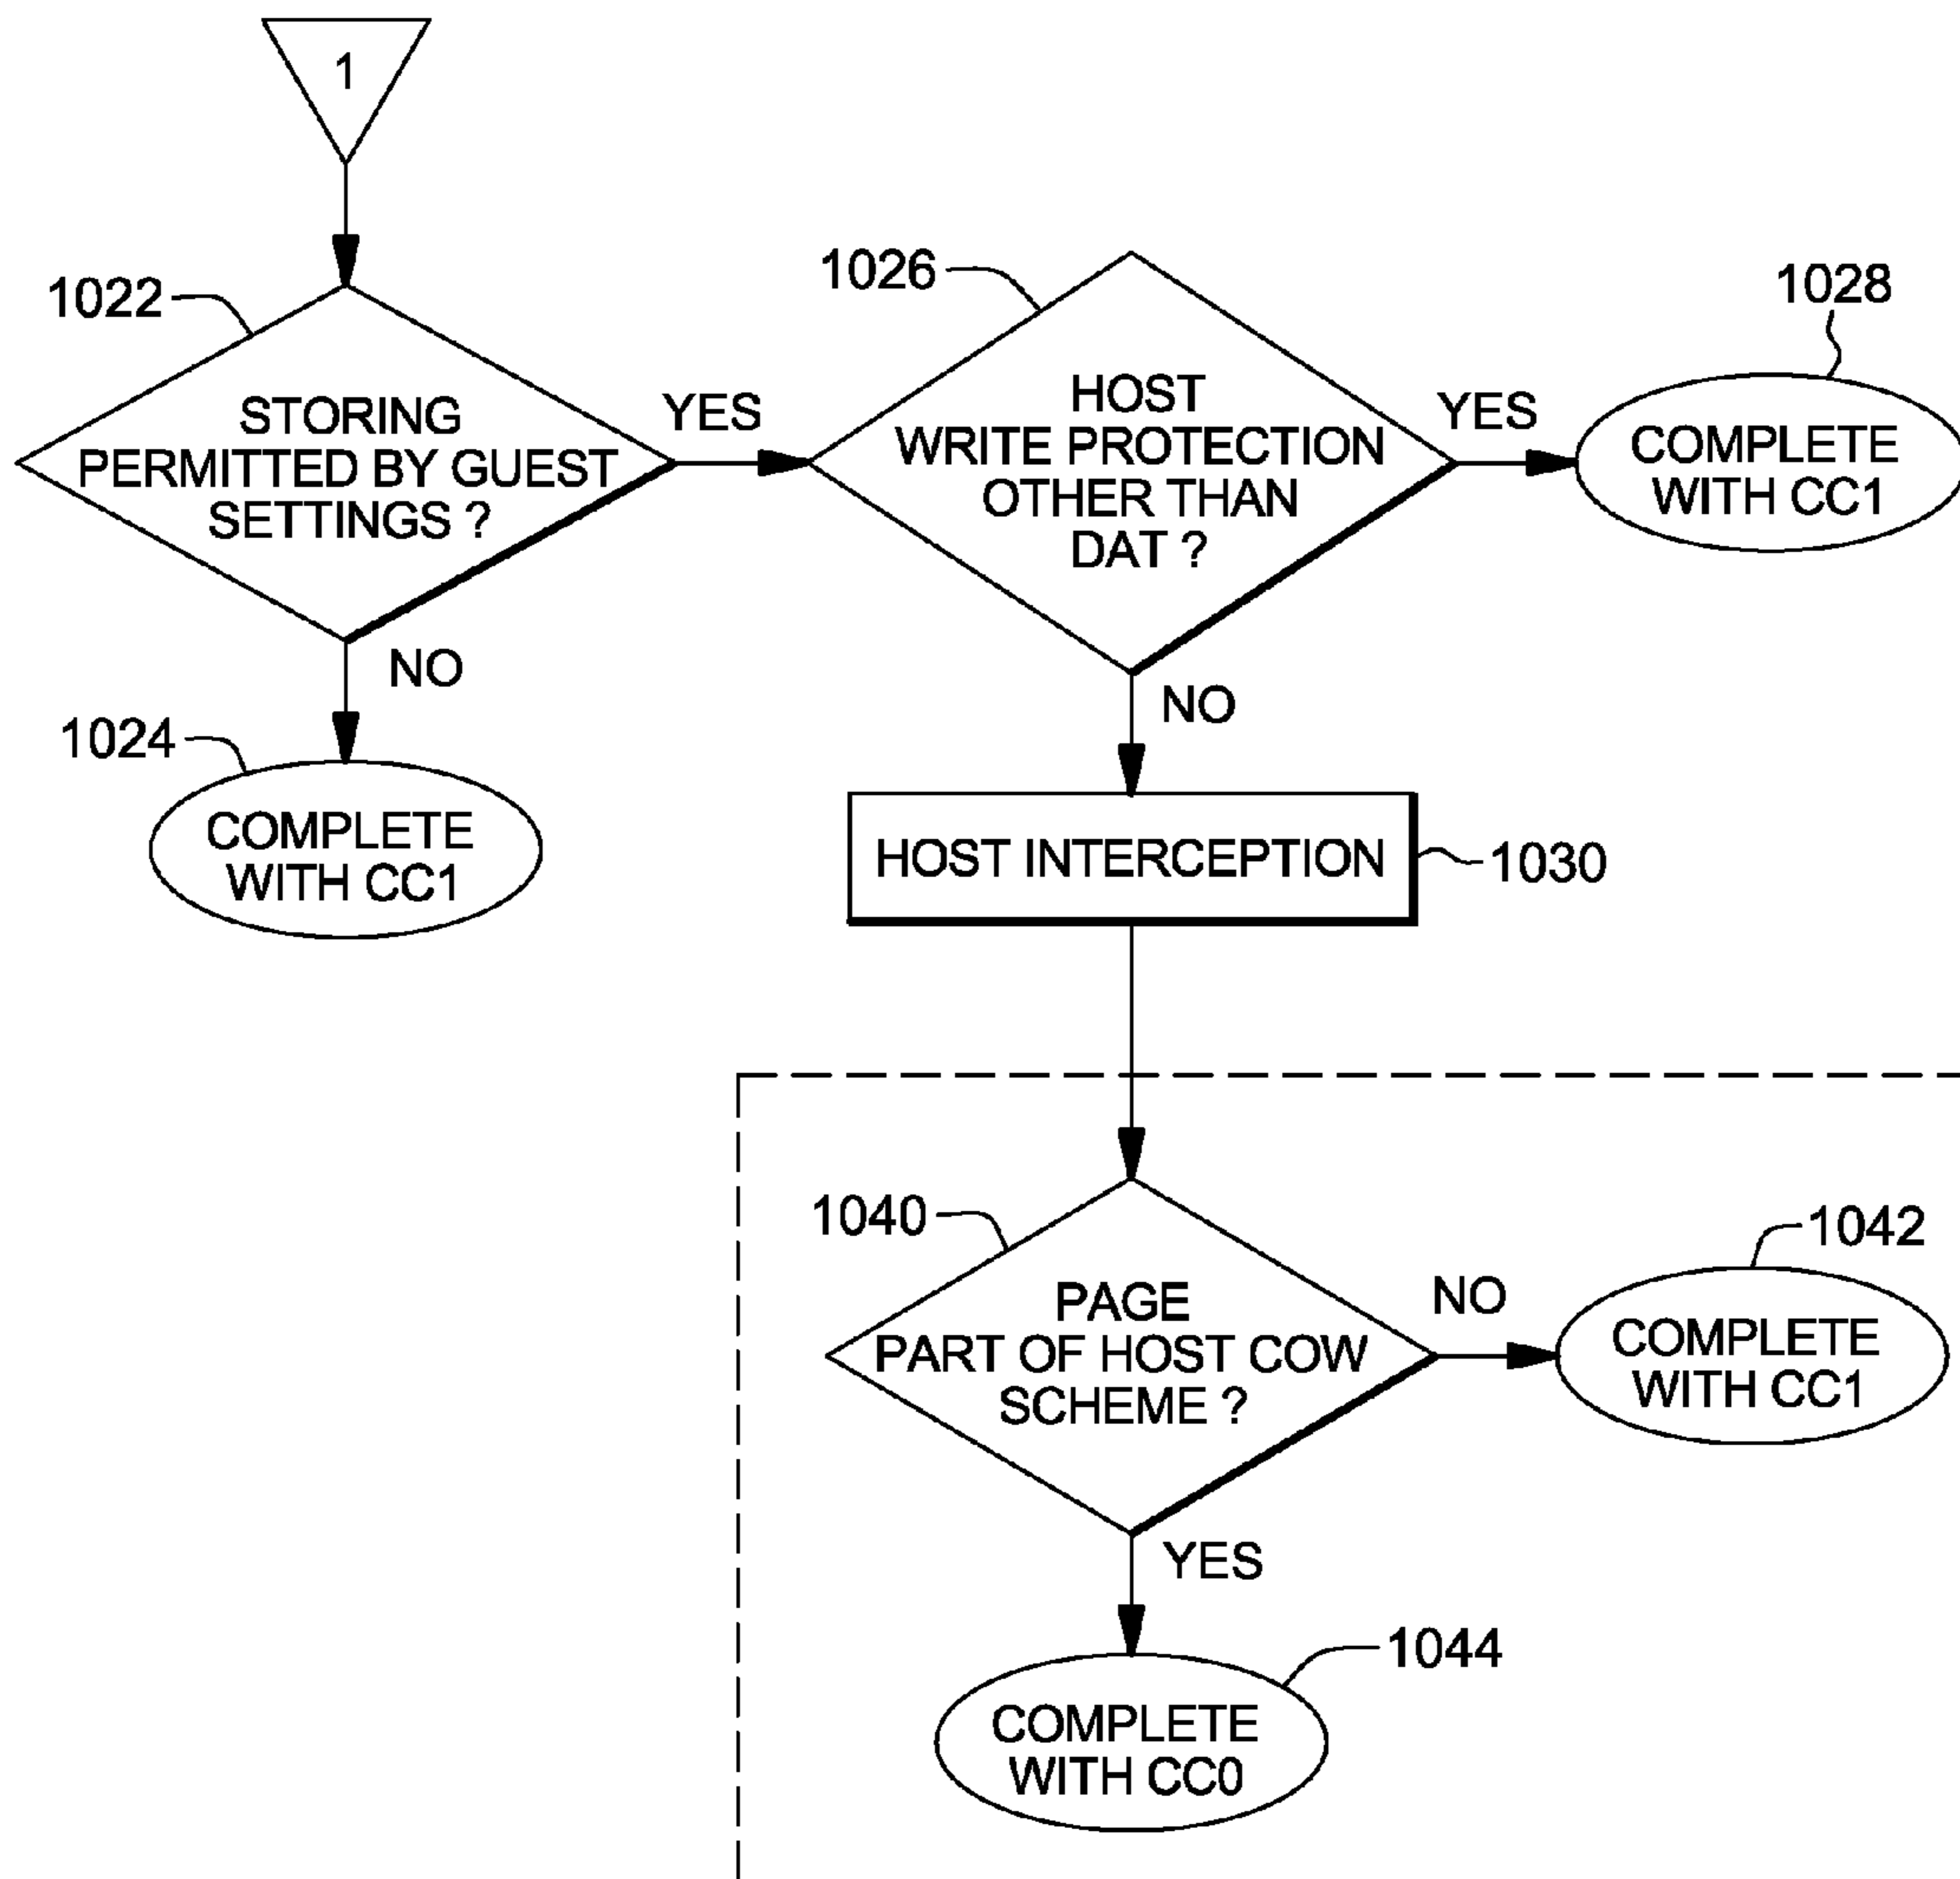 1
1022
STORING
PERMITTED BY GUEST
SETTINGS ?
YES
NO
1024
COMPLETE
WITH CC1
1026
HOST
WRITE PROTECTION
OTHER THAN
DAT ?
YES
1028
COMPLETE
WITH CC1
NO
HOST INTERCEPTION
1030
1040
PAGE
PART OF HOST COW
SCHEME ?
NO
1042
COMPLETE
WITH CC1
YES
1044
COMPLETE
WITH CC0